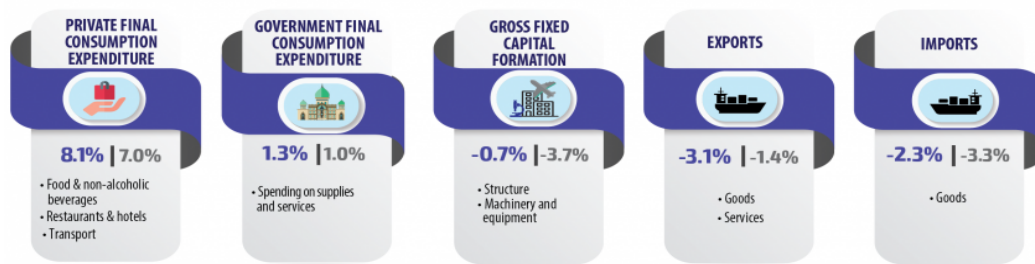 PRIVATE FINAL
CONSUMPTION
EXPENDITURE
8.1% | 7.0%
• Food & non-alcoholic
beverages
• Restaurants & hotels
• Transport
GOVERNMENT FINAL
CONSUMPTION
EXPENDITURE
1.3% | 1.0%
• Spending on supplies
and services
GROSS FIXED
CAPITAL
FORMATION
-0.7% | -3.7%
• Structure
• Machinery and
equipment
EXPORTS
-3.1% | -1.4%
• Goods
• Services
IMPORTS
-2.3% | -3.3%
• Goods